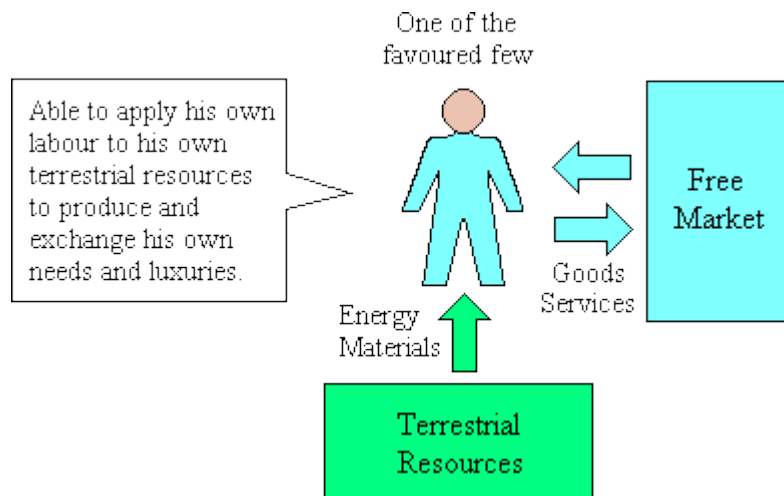 One of the
favoured few
Able to apply his own
labour to his own
terrestrial resources
to produce and
exchange his own
needs and luxuries.
Free
Market
Goods
Services
Energy
Materials
Terrestrial
Resources